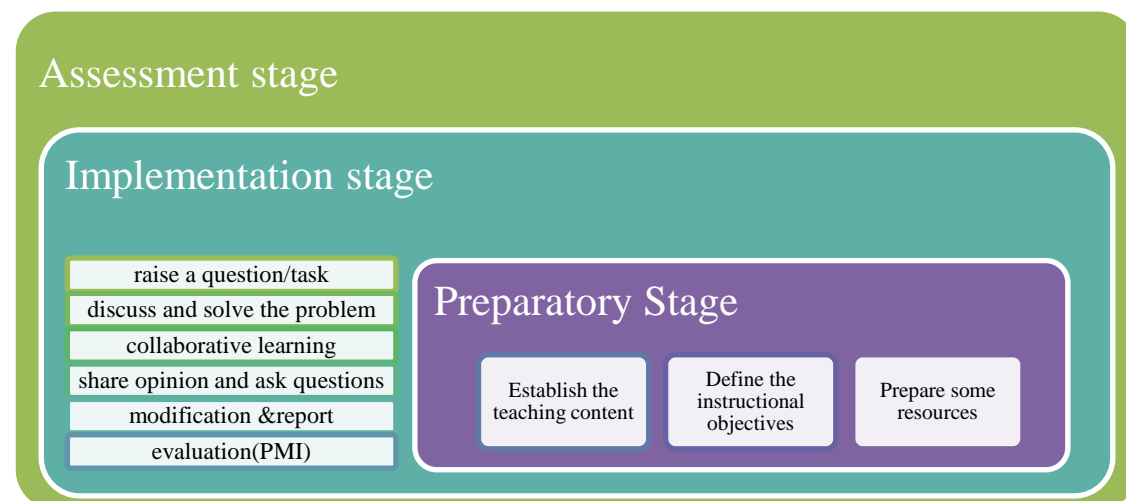 Assessment stage
Implementation stage
raise a question/task
discuss and solve the problem
collaborative learning
share opinion and ask questions
modification &report
evaluation(PMI)
Preparatory Stage
Establish the
teaching content
Define the
instructional
objectives
Prepare some
resources